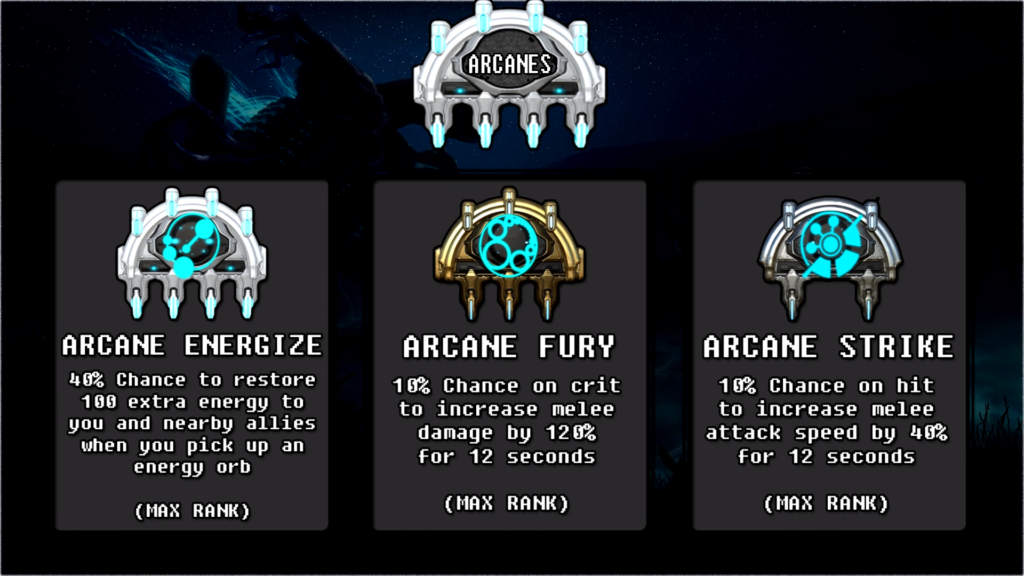 ARCANES
ARCANE ENERGIZE
40% Chance to restore
100 extra energy to
you and nearby allies
when you pick up an
energy orb
(MAX RANK)
ARCANE FURY
10% Chance on crit
to increase melee
damage by 120%
for 12 seconds
(MAX RANK)
ARCANE STRIKE
10% Chance on hit
to increase melee
attack speed by 40%
for 12 seconds
(MAX RANK)